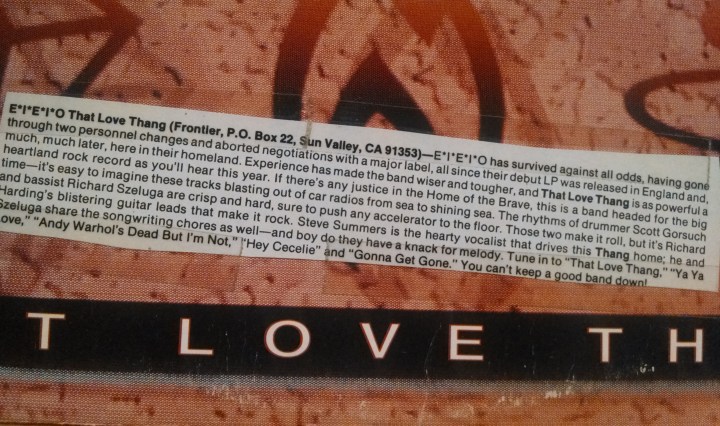 E*I*E*I*O That Love Thang (Frontier, P.O. Box 22, Sun Valley, CA 91353)—E*I*E*I*O has survived against all odds, having gone
through two personnel changes and aborted negotiations with a major label, all since their debut LP was released in England and,
much, much later, here in their homeland. Experience has made the band wiser and tougher, and That Love Thang is as powerful a
heartland rock record as you'll hear this year. If there's any justice in the Home of the Brave, this is a band headed for the big
time—it's easy to imagine these tracks blasting out of car radios from sea to shining sea. The rhythms of drummer Scott Gorsuch
and bassist Richard Szeluga are crisp and hard, sure to push any accelerator to the floor. Those two make it roll, but it's Richard
Harding's blistering guitar leads that make it rock. Steve Summers is the hearty vocalist that drives this Thang home; he and
Szeluga share the songwriting chores as well—and boy do they have a knack for melody. Tune in to "That Love Thang," "Ya Ya
Love," "Andy Warhol's Dead But I'm Not," "Hey Cecelie" and "Gonna Get Gone." You can't keep a good band down!
T LOVE TH